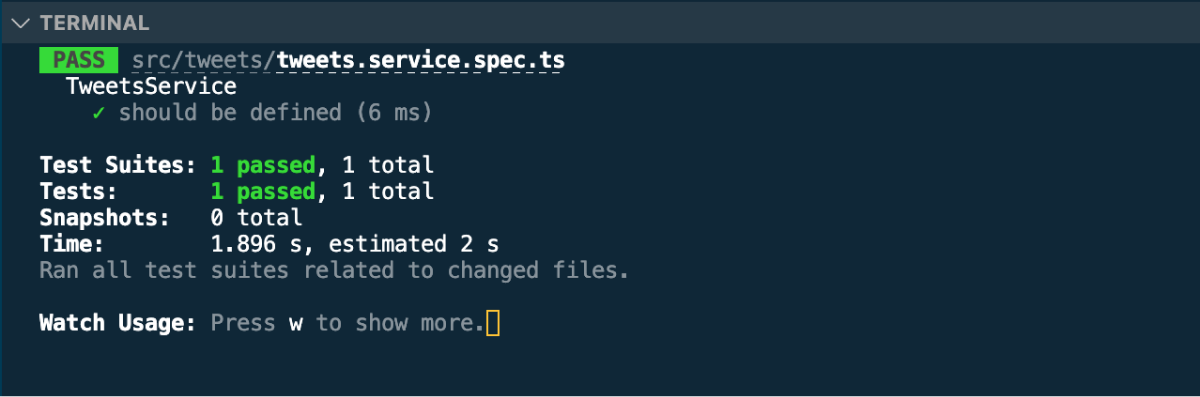 TERMINAL
PASS src/tweets/tweets.service.spec.ts
TweetsService
✓ should be defined (6 ms)
Test Suites: 1 passed, 1 total
Tests: 1 passed, 1 total
Snapshots: 0 total
Time: 1.896 s, estimated 2 s
Ran all test suites related to changed files.
Watch Usage: Press w to show more.